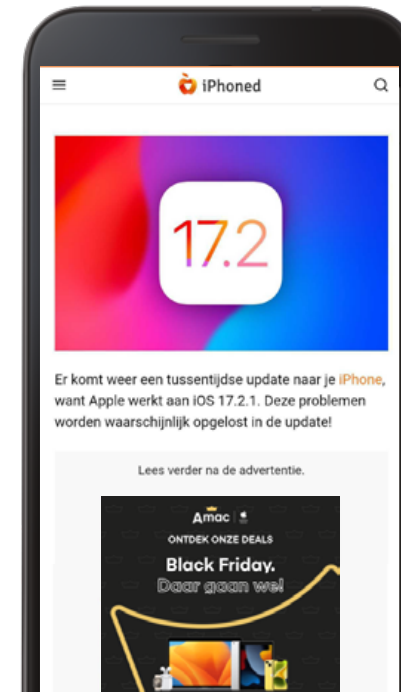 iPhoned
17.2
Er komt weer een tussentijdse update naar je iPhone,
want Apple werkt aan iOS 17.2.1. Deze problemen
worden waarschijnlijk opgelost in de update!
Lees verder na de advertentie.
Amac
ONTDEK ONZE DEALS
Black Friday.
Daar gaan we!